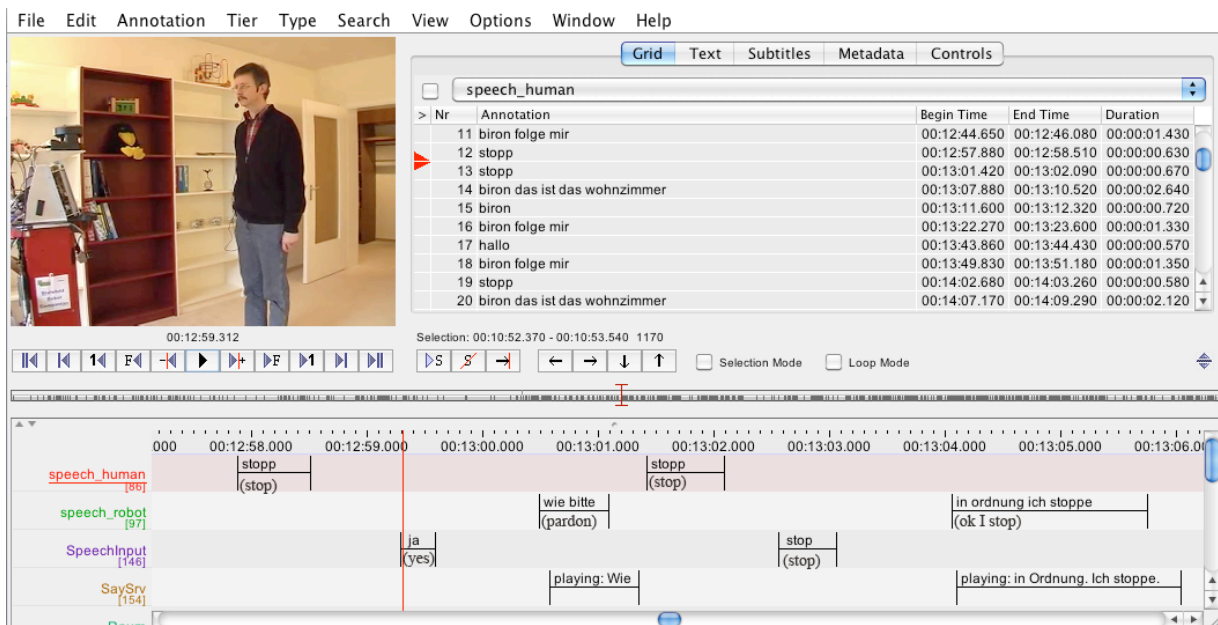 File Edit Annotation Tier Type Search View Options Window Help
Grid Text Subtitles Metadata Controls
speech_human
> Nr Annotation Begin Time End Time Duration
11 biron folge mir 00:12:44.650 00:12:46.080 00:00:01.430
12 stopp 00:12:57.880 00:12:58.510 00:00:00.630
13 stopp 00:13:01.420 00:13:02.090 00:00:00.670
14 biron das ist das wohnzimmer 00:13:07.880 00:13:10.520 00:00:02.640
15 biron 00:13:11.600 00:13:12.320 00:00:00.720
16 biron folge mir 00:13:22.270 00:13:23.600 00:00:01.330
17 hallo 00:13:43.860 00:13:44.430 00:00:00.570
18 biron folge mir 00:13:49.830 00:13:51.180 00:00:01.350
19 stopp 00:14:02.680 00:14:03.260 00:00:00.580
20 biron das ist das wohnzimmer 00:14:07.170 00:14:09.290 00:00:02.120
00:12:59.312
Selection: 00:10:52.370 - 00:10:53.540 1170
1 F + F 1 S S Selection Mode Loop Mode
000 00:12:58.000 00:12:59.000 00:13:00.000 00:13:01.000 00:13:02.000 00:13:03.000 00:13:04.000 00:13:05.000 00:13:06.0
speech_human [86] stopp (stop) stopp (stop)
speech_robot [97] wie bitte (pardon) in ordnung ich stoppe (ok I stop)
SpeechInput [146] ja (yes) stop (stop)
SaySrv [154] playing: Wie playing: in Ordnung. Ich stoppe.